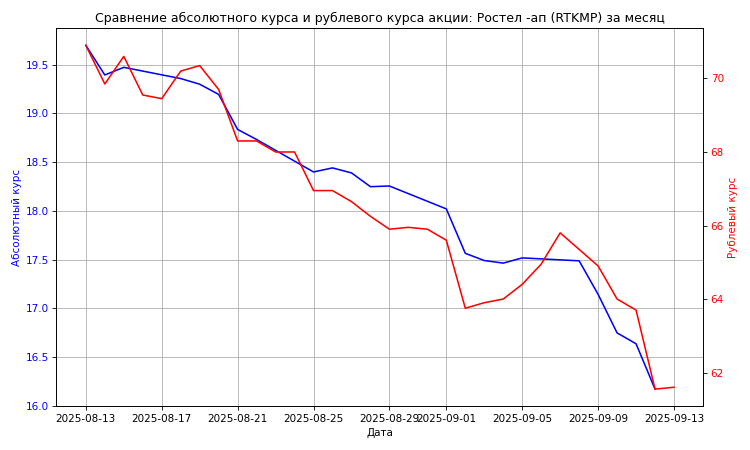 Сравнение абсолютного курса и рублевого курса акции: Ростел -ап (RTKMP) за месяц
19.5
19.0
18.5
18.0
17.5
17.0
16.5
16.0
Абсолютный курс
70
68
66
64
62
Рублевый курс
2025-08-13 2025-08-17 2025-08-21 2025-08-25 2025-08-29 2025-09-01 2025-09-05 2025-09-09 2025-09-13
Дата